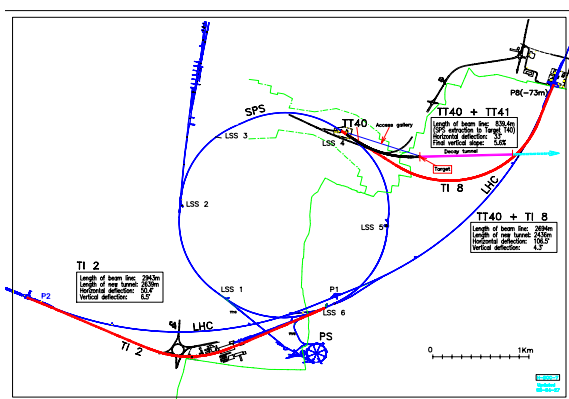 P8(-73m)
SPS
TT40
TT40 + TT41
Length of beam line: 839.4m
(SPS extraction to Target T40)
Horizontal deflection: 33°
Final vertical slope: 5.6%
Access gallery
LSS 3
LSS 4
Decay tunnel
Target
TI 8
LHC
LSS 2
TT40 + TI 8
Length of beam line: 2694m
Length of new tunnel: 2436m
Horizontal deflection: 106.5°
Vertical deflection: 4.3°
LSS 5
TI 2
Length of beam line: 2943m
Length of new tunnel: 2639m
Horizontal deflection: 50.4°
Vertical deflection: 6.5°
P2
LSS 1
P1
LSS 6
LHC
TI 2
PS
0 1Km